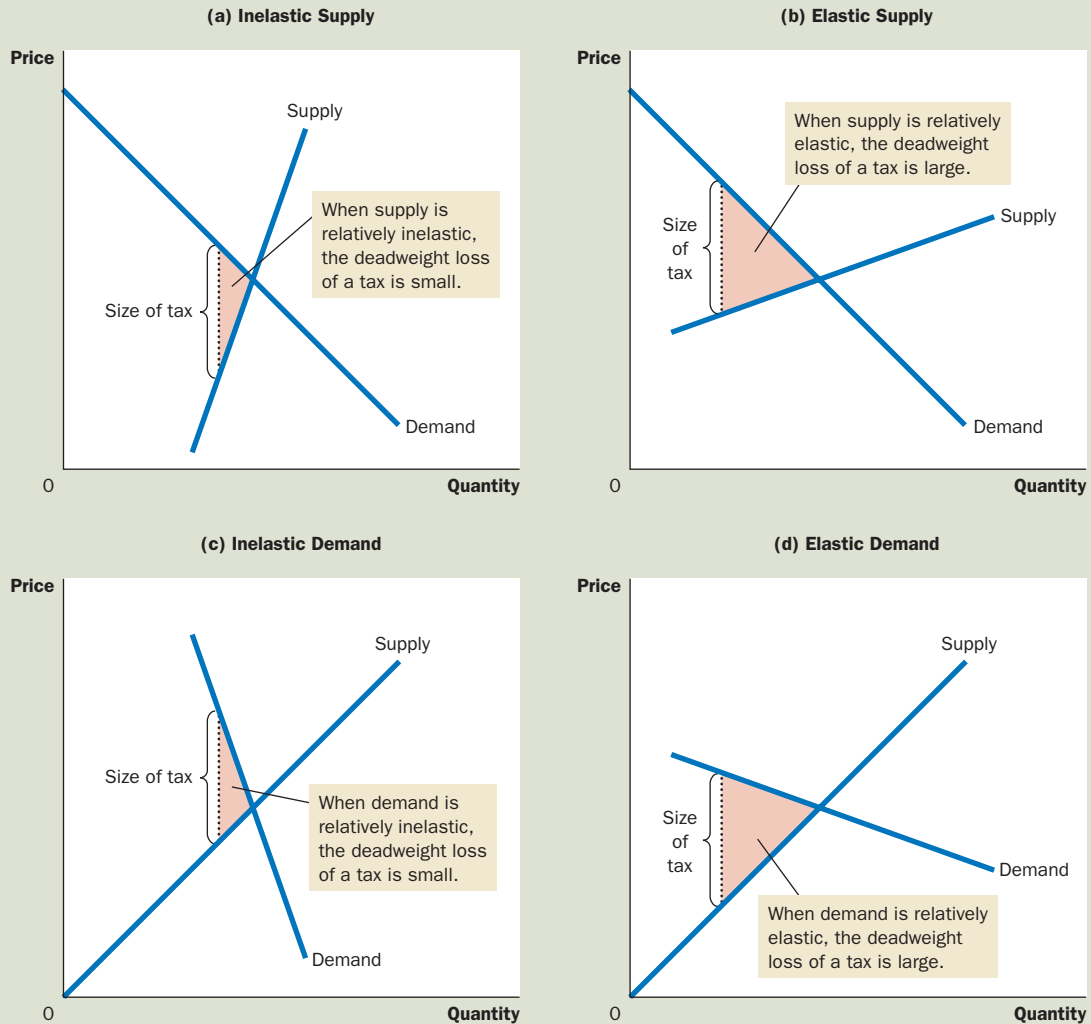 (a) Inelastic Supply
Price
Supply
When supply is
relatively inelastic,
the deadweight loss
of a tax is small.
Size of tax
Demand
0
Quantity
(b) Elastic Supply
Price
When supply is relatively
elastic, the deadweight
loss of a tax is large.
Supply
Size
of
tax
Demand
0
Quantity
(c) Inelastic Demand
Price
Supply
Size of tax
When demand is
relatively inelastic,
the deadweight loss
of a tax is small.
Demand
0
Quantity
(d) Elastic Demand
Price
Supply
Size
of
tax
Demand
When demand is relatively
elastic, the deadweight
loss of a tax is large.
0
Quantity